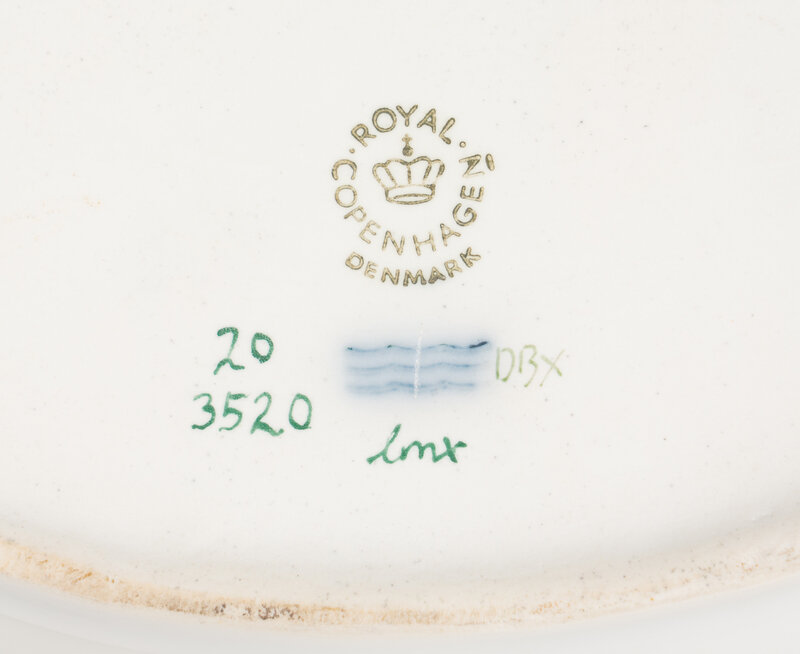 ROYAL
COPENHAGEN
DENMARK
20
3520
DBX
lmx